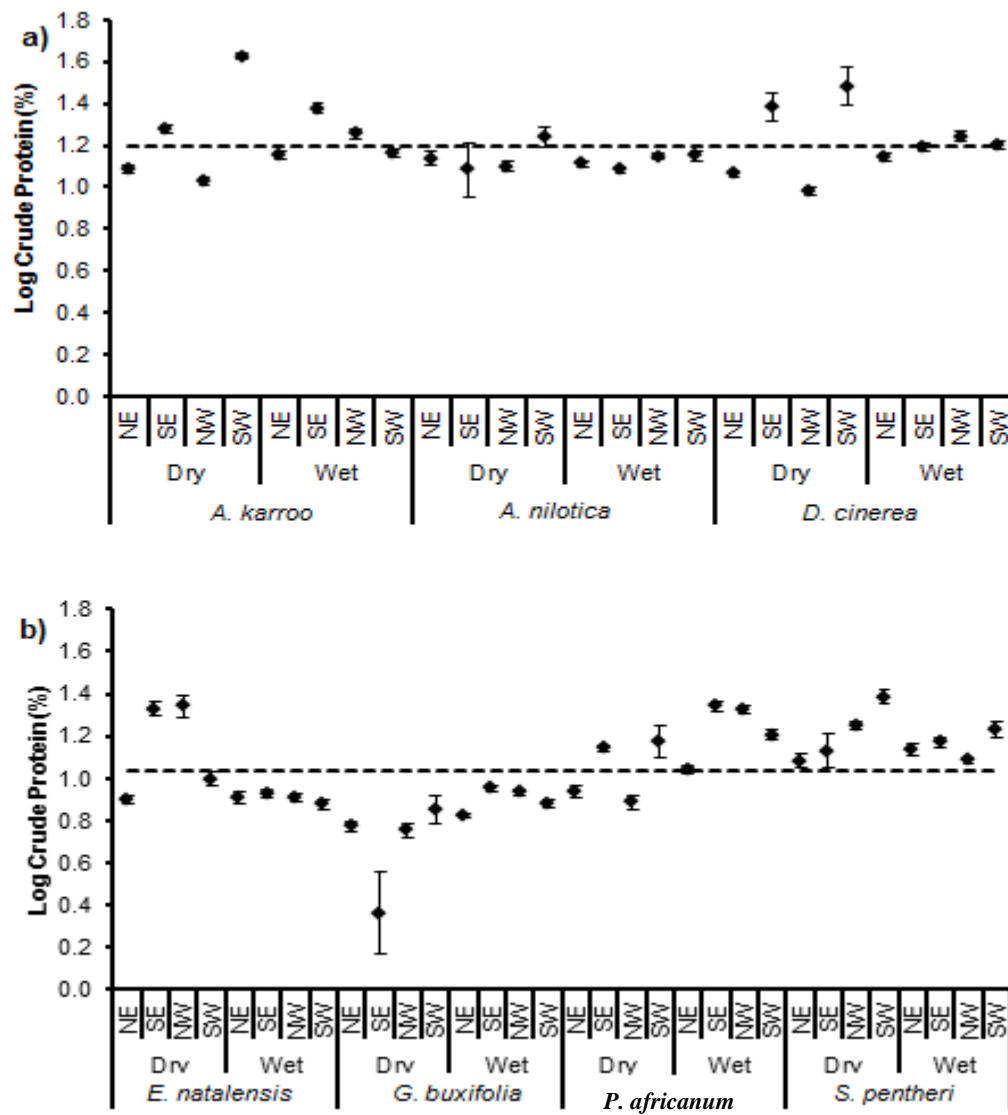 a)
Log Crude Protein (%)
1.8
1.6
1.4
1.2
1.0
0.8
0.6
0.4
0.2
0.0
NE SE NW SW NE SE NW SW NE SE NW SW NE SE NW SW NE SE NW SW NE SE NW SW
Dry Wet Dry Wet Dry Wet
A. karroo A. nilotica D. cinerea
b)
Log Crude Protein (%)
1.8
1.6
1.4
1.2
1.0
0.8
0.6
0.4
0.2
0.0
NE SE NW SW NE SE NW SW NE SE NW SW NE SE NW SW NE SE NW SW NE SE NW SW NE SE NW SW NE SE NW SW
Dry Wet Dry Wet Dry Wet Dry Wet
E. natalensis G. buxifolia P. africanum S. pentheri